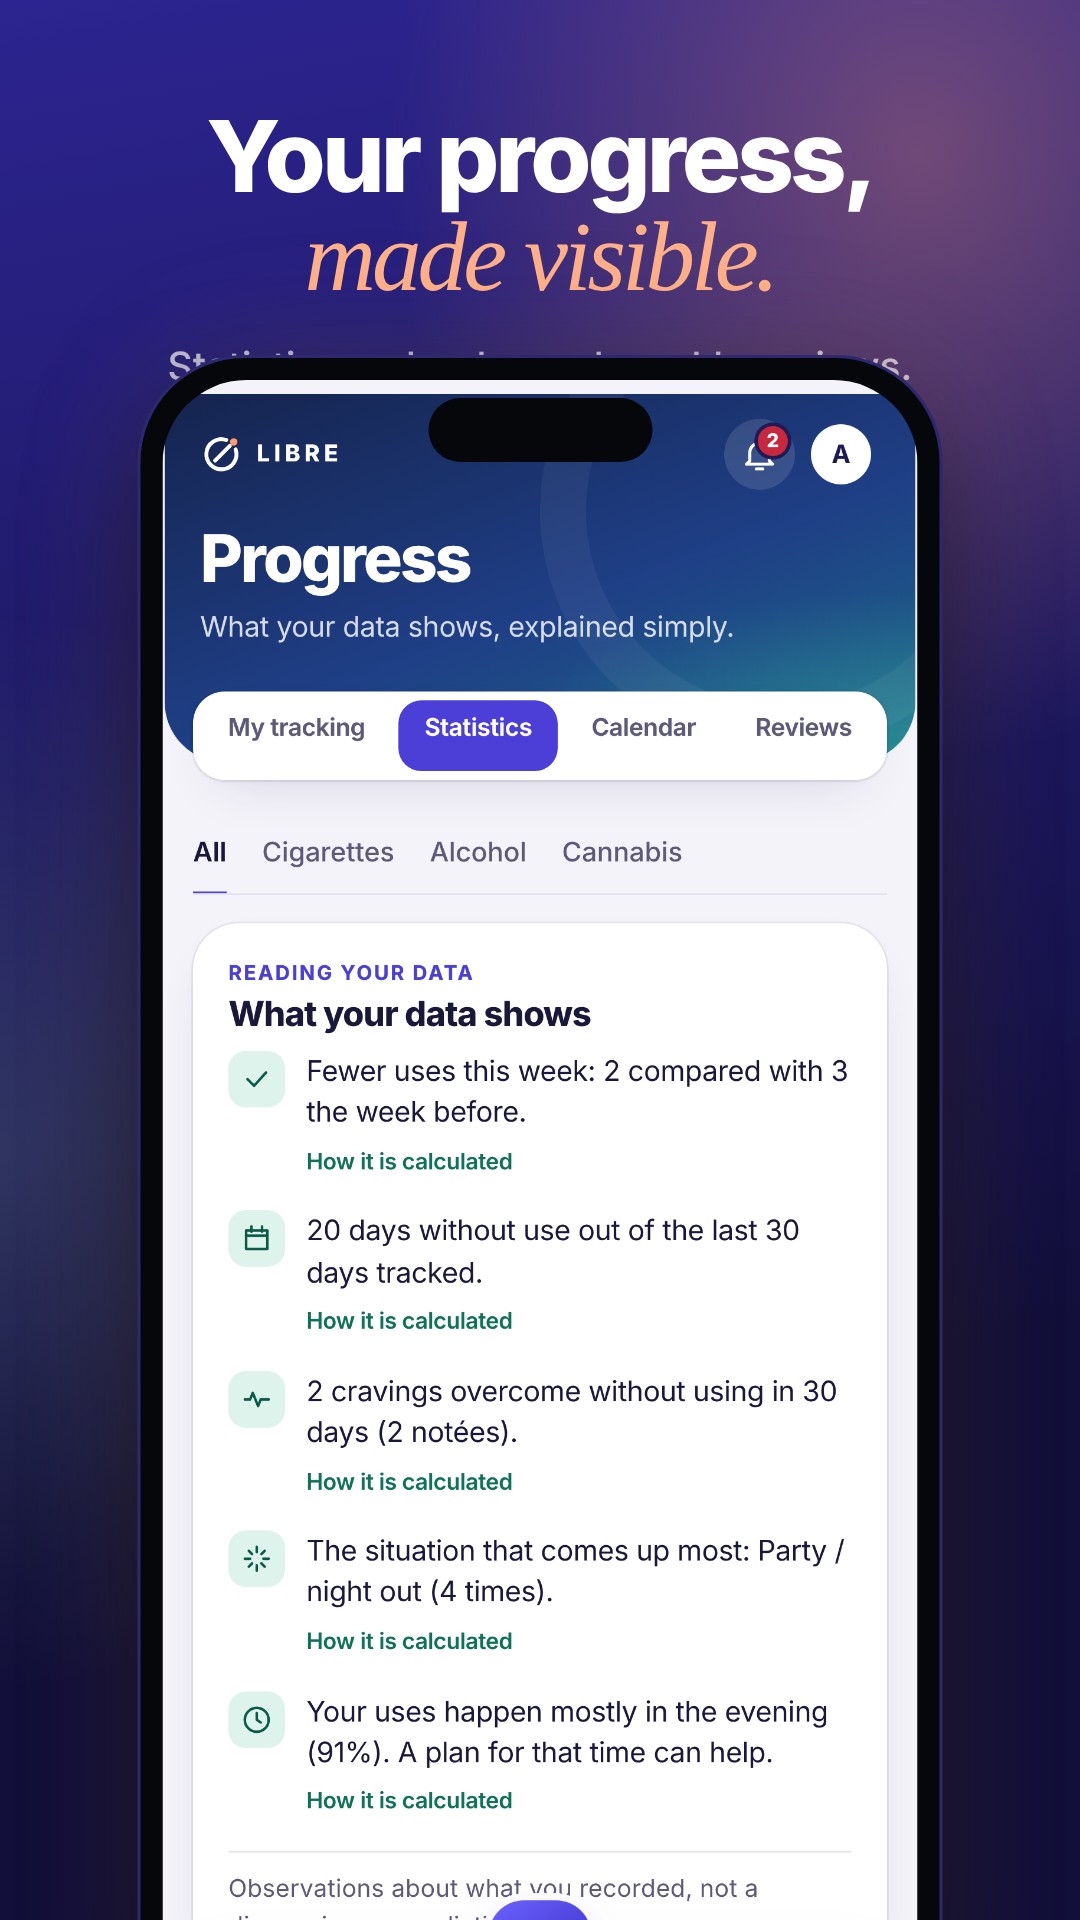 Your progress,
made visible.
LIBRE
2
A
Progress
What your data shows, explained simply.
My tracking Statistics Calendar Reviews
All Cigarettes Alcohol Cannabis
READING YOUR DATA
What your data shows
Fewer uses this week: 2 compared with 3
the week before.
How it is calculated
20 days without use out of the last 30
days tracked.
How it is calculated
2 cravings overcome without using in 30
days (2 notées).
How it is calculated
The situation that comes up most: Party /
night out (4 times).
How it is calculated
Your uses happen mostly in the evening
(91%). A plan for that time can help.
How it is calculated
Observations about what you recorded, not a